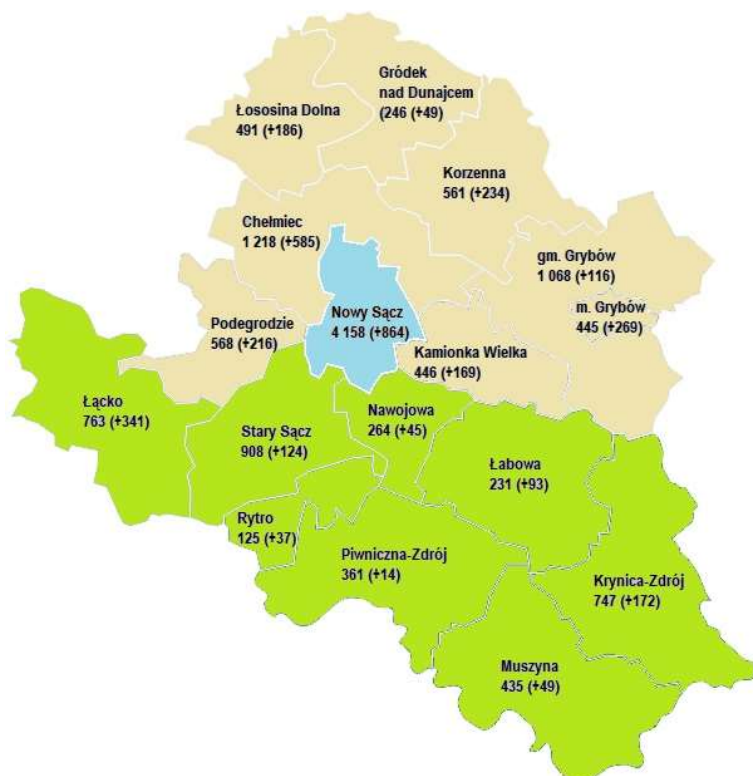 Gródek
nad Dunajcem
(246 (+49)
Łososina Dolna
491 (+186)
Korzenna
561 (+234)
Chełmiec
1 218 (+585)
gm. Grybów
1 068 (+116)
m. Grybów
445 (+269)
Nowy Sącz
4 158 (+864)
Podegrodzie
568 (+216)
Kamionka Wielka
446 (+169)
Łącko
763 (+341)
Nawojowa
264 (+45)
Stary Sącz
908 (+124)
Łabowa
231 (+93)
Rytro
125 (+37)
Piwniczna-Zdrój
361 (+14)
Krynica-Zdrój
747 (+172)
Muszyna
435 (+49)